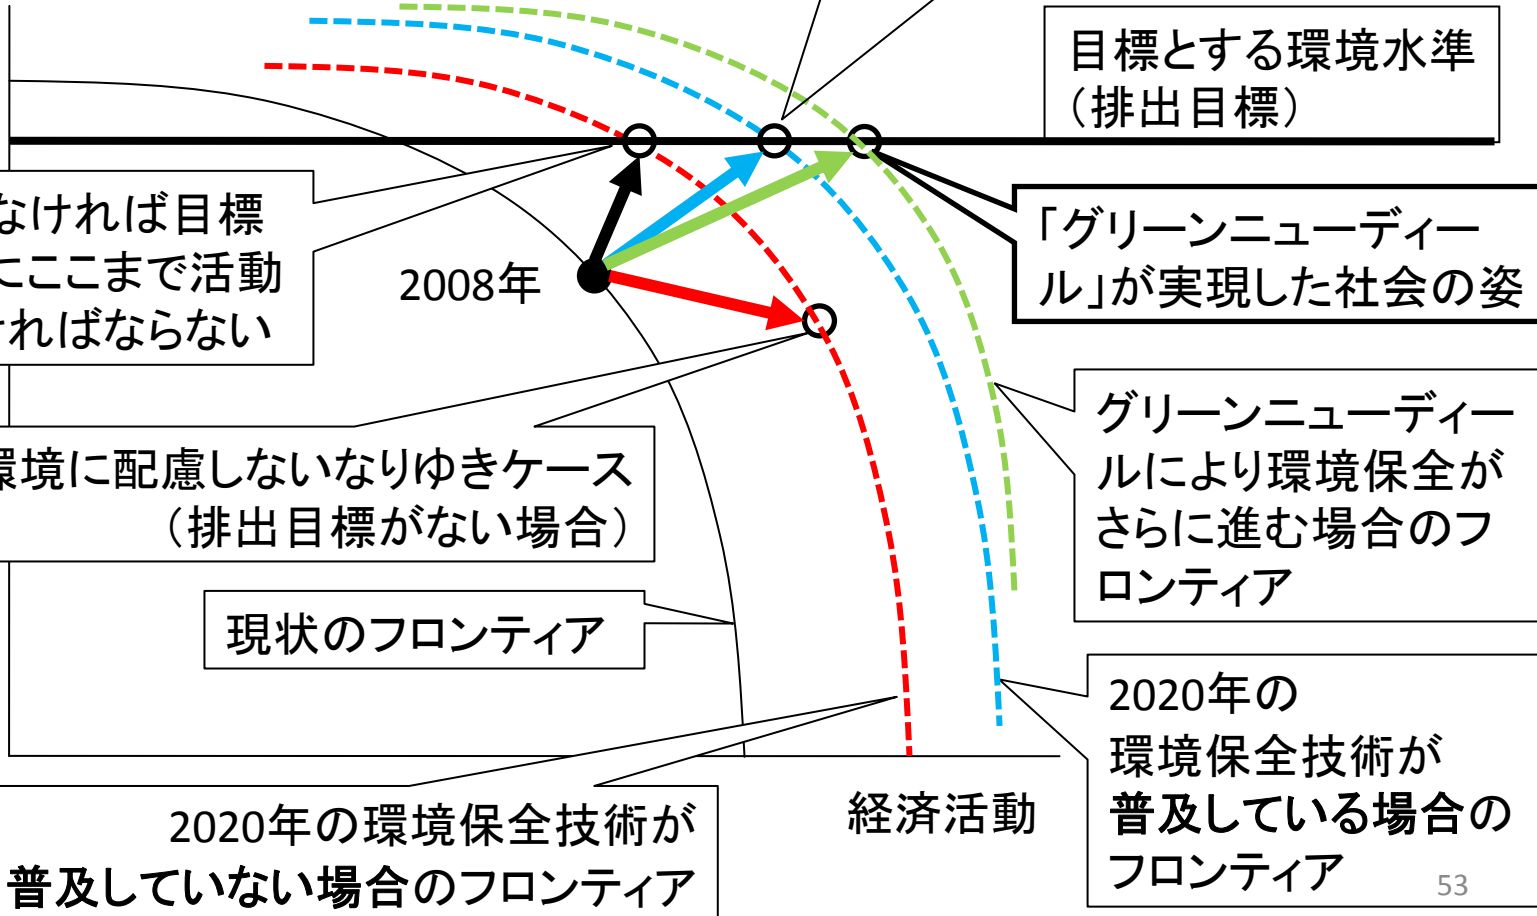 目標とする環境水準
（排出目標）
なければ目標
にここまで活動
ければならない
2008年
「グリーンニューディー
ル」が実現した社会の姿
グリーンニューディー
ルにより環境保全が
さらに進む場合のフ
ロンティア
環境に配慮しないなりゆきケース
（排出目標がない場合）
現状のフロンティア
2020年の
環境保全技術が
普及している場合の
フロンティア
経済活動
2020年の環境保全技術が
普及していない場合のフロンティア
53